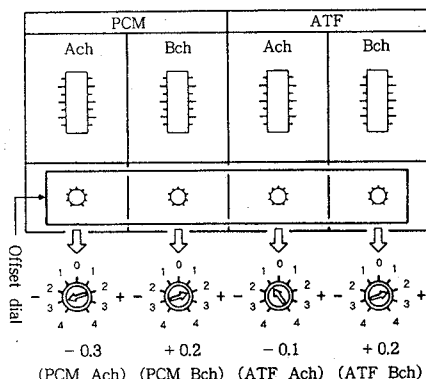 PCM ATF
Ach Bch Ach Bch
Offset dial
0 0 0 0
1 1 1 1 1 1 1 1
- 2 2 + - 2 2 + - 2 2 + - 2 2 +
3 3 3 3 3 3 3 3
4 4 4 4 4 4 4 4
- 0.3 + 0.2 - 0.1 + 0.2
(PCM Ach) (PCM Bch) (ATF Ach) (ATF Bch)